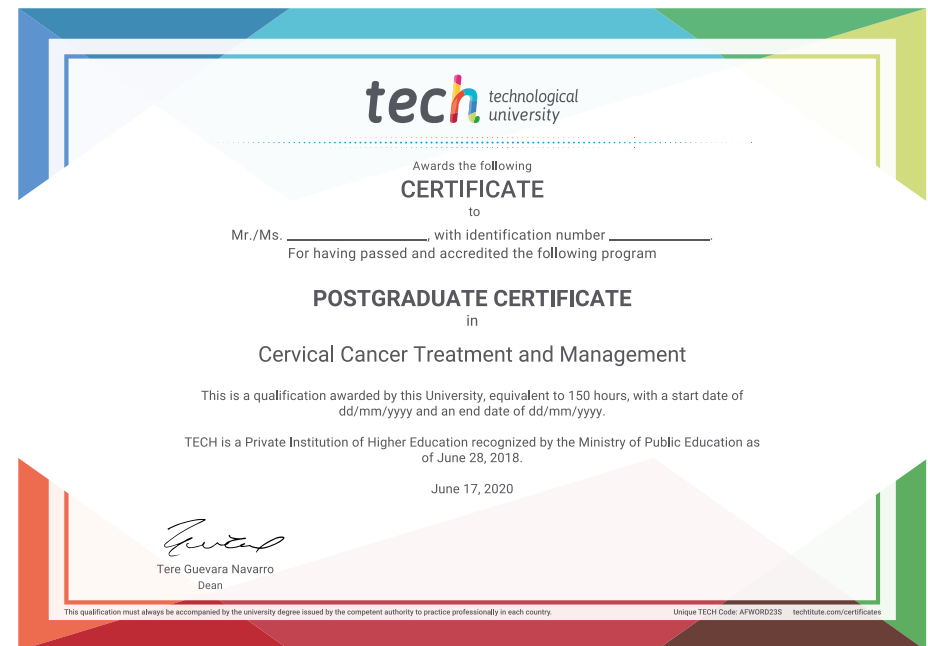 tech technological
university
Awards the following
CERTIFICATE
to
Mr./Ms. ____________, with identification number _________.
For having passed and accredited the following program
POSTGRADUATE CERTIFICATE
in
Cervical Cancer Treatment and Management
This is a qualification awarded by this University, equivalent to 150 hours, with a start date of
dd/mm/yyyy and an end date of dd/mm/yyyy.
TECH is a Private Institution of Higher Education recognized by the Ministry of Public Education as
of June 28, 2018.
June 17, 2020
Tere Guevara Navarro
Dean
This qualification must always be accompanied by the university degree issued by the competent authority to practice professionally in each country.
Unique TECH Code: AFWORD23S techtitute.com/certificates